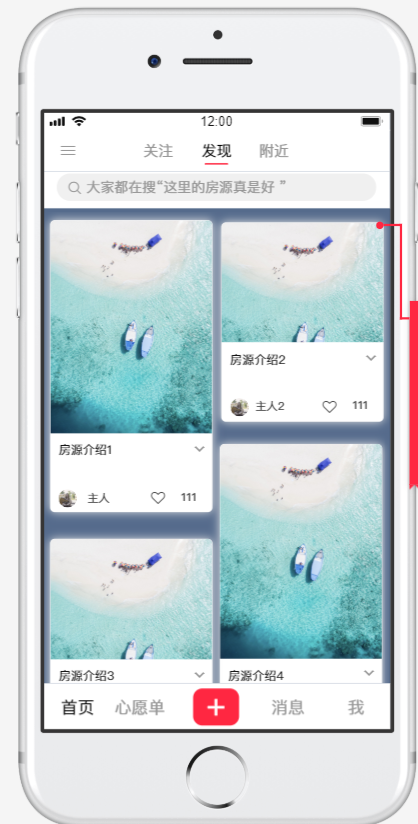 12:00
关注 发现 附近
大家都在搜“这里的房源真是好 ”
房源介绍1
主人 111
房源介绍2
主人2 111
房源介绍3
房源介绍4
首页 心愿单 消息 我